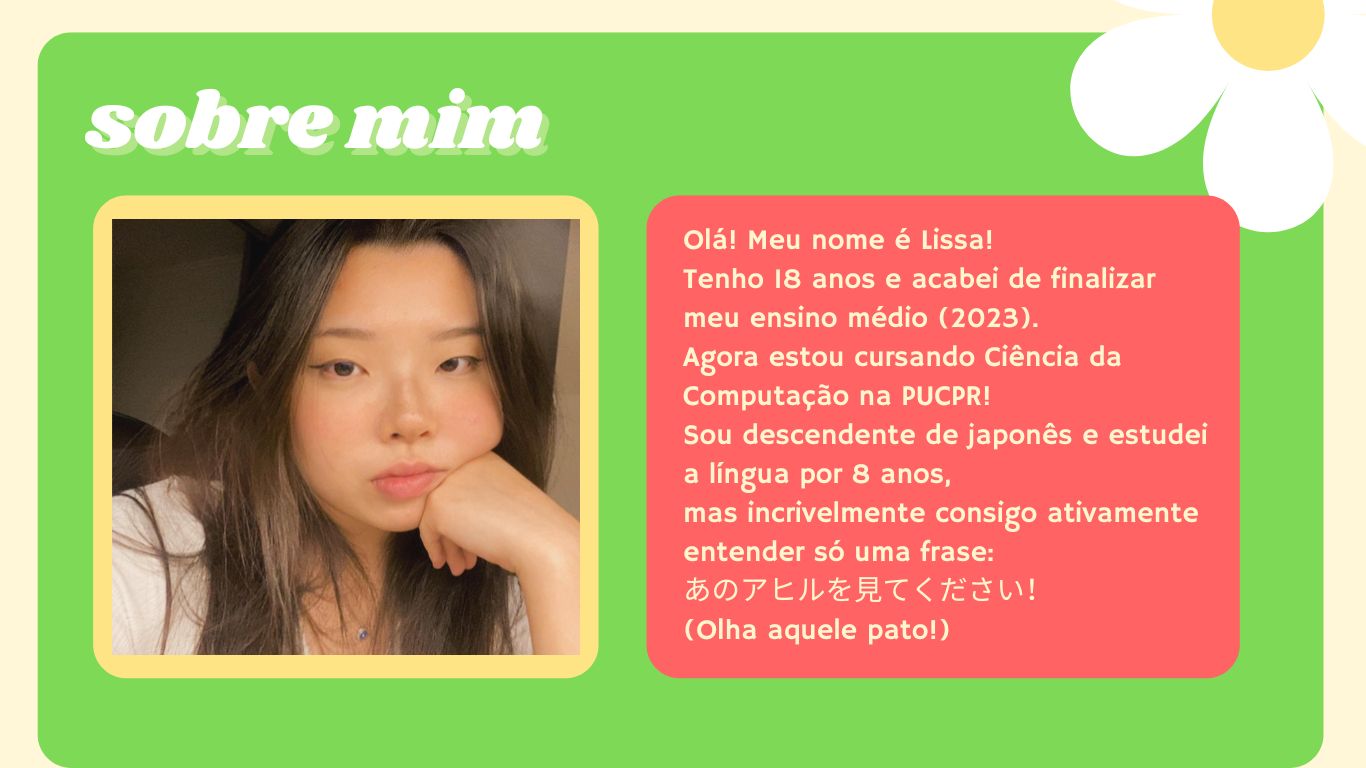 sobre mim
Olá! Meu nome é Lissa!
Tenho 18 anos e acabei de finalizar
meu ensino médio (2023).
Agora estou cursando Ciência da
Computação na PUCPR!
Sou descendente de japonês e estudei
a língua por 8 anos,
mas incrivelmente consigo ativamente
entender só uma frase:
あのアヒルを見てください!
(Olha aquele pato!)